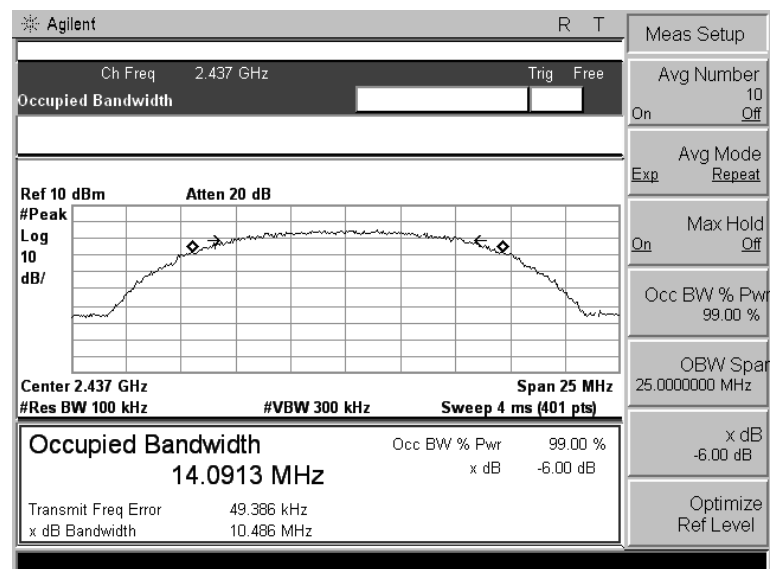 Agilent R T
Ch Freq 2.437 GHz Trig Free
Occupied Bandwidth
Ref 10 dBm Atten 20 dB
#Peak
Log
10
dB/
Center 2.437 GHz Span 25 MHz
#Res BW 100 kHz #VBW 300 kHz Sweep 4 ms (401 pts)
Occupied Bandwidth Occ BW % Pwr 99.00 %
14.0913 MHz x dB -6.00 dB
Transmit Freq Error 49.386 kHz
x dB Bandwidth 10.486 MHz
Meas Setup
Avg Number
10
On Off
Avg Mode
Exp Repeat
Max Hold
On Off
Occ BW % Pwr
99.00 %
OBW Span
25.0000000 MHz
x dB
-6.00 dB
Optimize
Ref Level